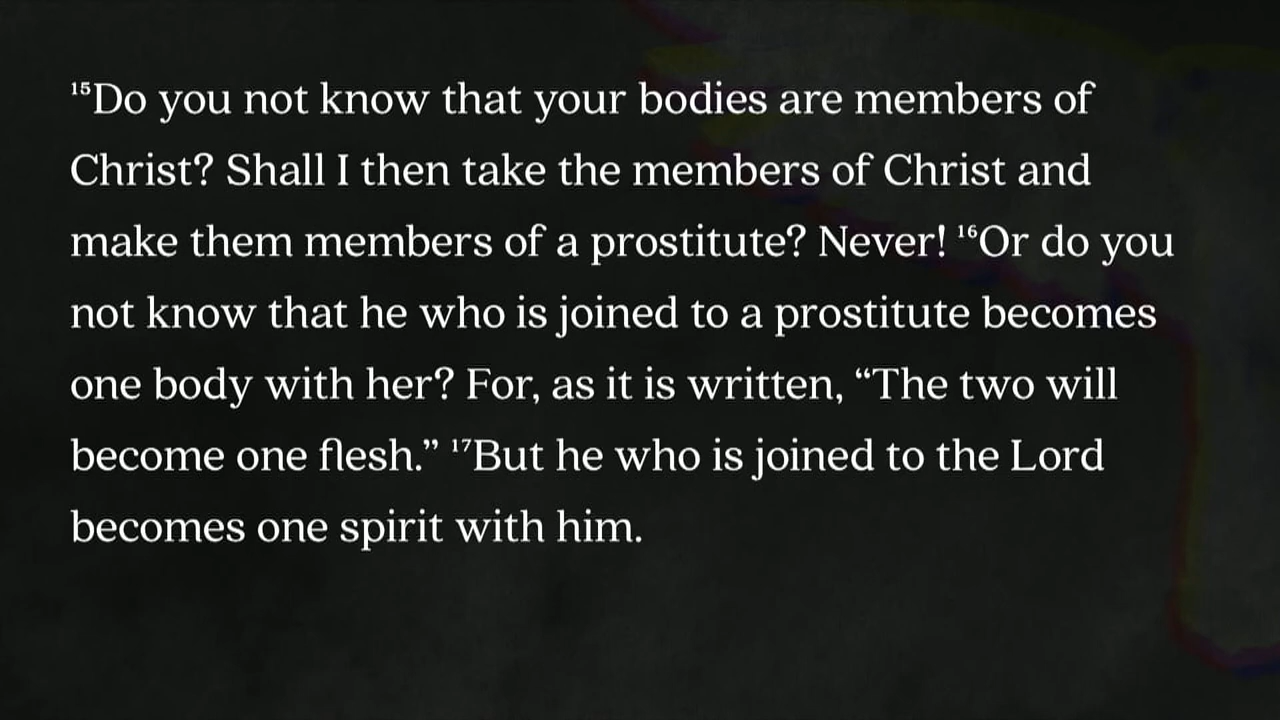 ¹⁵Do you not know that your bodies are members of
Christ? Shall I then take the members of Christ and
make them members of a prostitute? Never! ¹⁶Or do you
not know that he who is joined to a prostitute becomes
one body with her? For, as it is written, “The two will
become one flesh.” ¹⁷But he who is joined to the Lord
becomes one spirit with him.